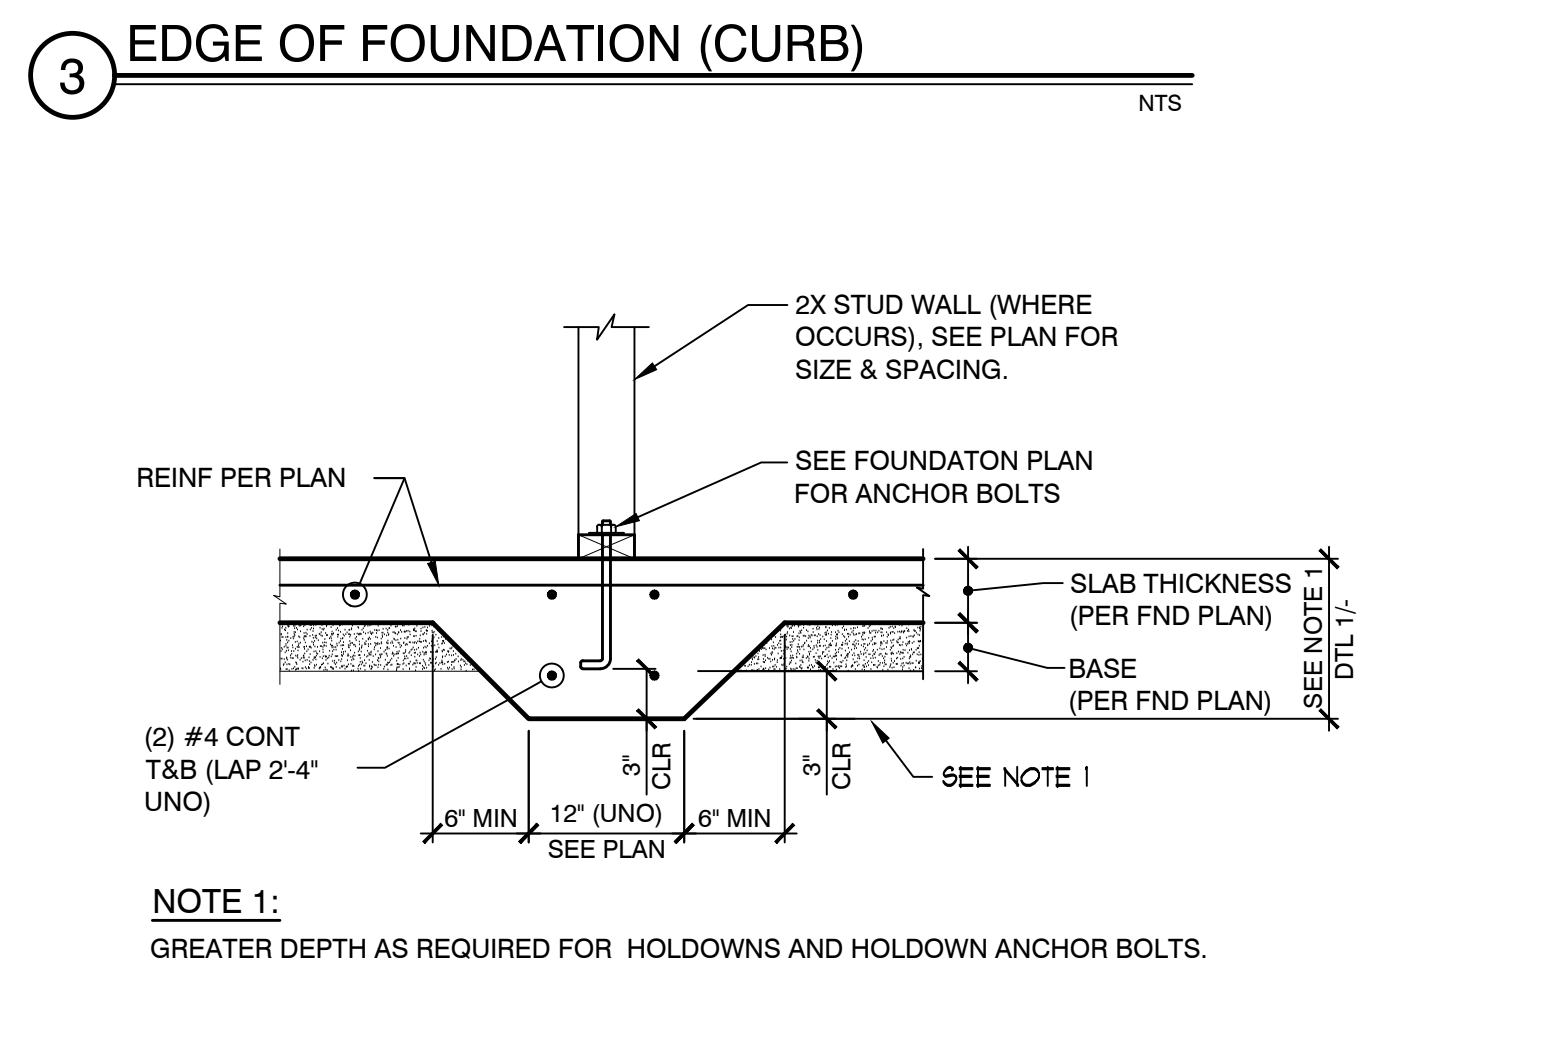 3
EDGE OF FOUNDATION (CURB)
NTS
2X STUD WALL (WHERE
OCCURS), SEE PLAN FOR
SIZE & SPACING.
REINF PER PLAN
SEE FOUNDATON PLAN
FOR ANCHOR BOLTS
SLAB THICKNESS
(PER FND PLAN)
BASE
(PER FND PLAN)
SEE NOTE 1
DTL 1/-
(2) #4 CONT
T&B (LAP 2'-4"
UNO)
3"
CLR
3"
CLR
SEE NOTE 1
6" MIN
12" (UNO)
SEE PLAN
6" MIN
NOTE 1:
GREATER DEPTH AS REQUIRED FOR  HOLDOWNS AND HOLDOWN ANCHOR BOLTS.